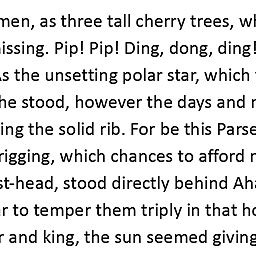 men, as three tall cherry trees, wh
issing. Pip! Pip! Ding, dong, ding!
As the unsetting polar star, which
he stood, however the days and n
ing the solid rib. For be this Parse
rigging, which chances to afford
st-head, stood directly behind Aha
to temper them triply in that ho
and king, the sun seemed giving